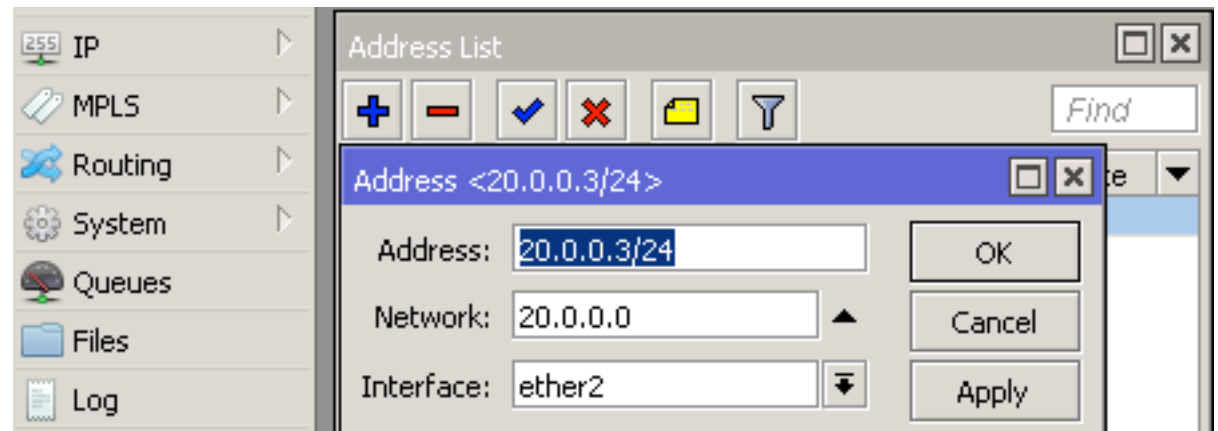 255 IP
MPLS
Routing
System
Queues
Files
Log
Address List
Find
Address <20.0.0.3/24>
Address: 20.0.0.3/24
OK
Network: 20.0.0.0
Cancel
Interface: ether2
Apply